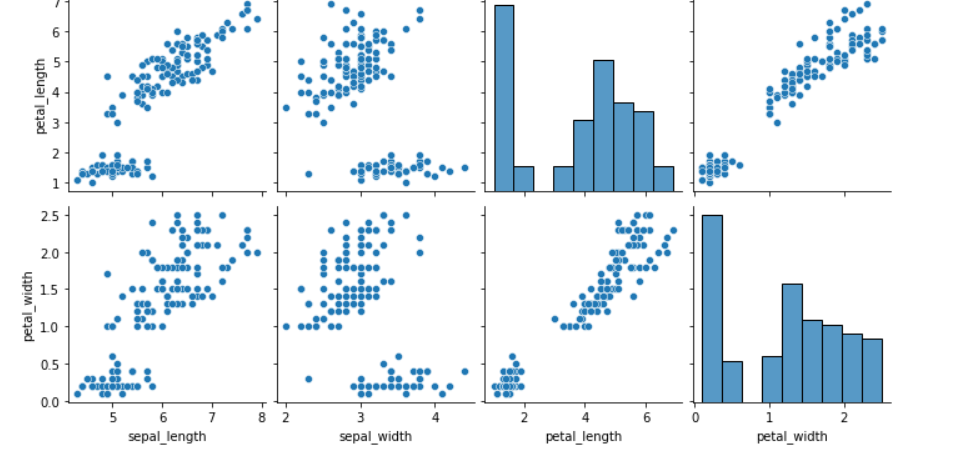 7
6
5
4
3
2
1
petal_length
2.5
2.0
1.5
1.0
0.5
0.0
petal_width
5 6 7 8
2 3 4
2 4 6
0 1 2
sepal_length sepal_width petal_length petal_width